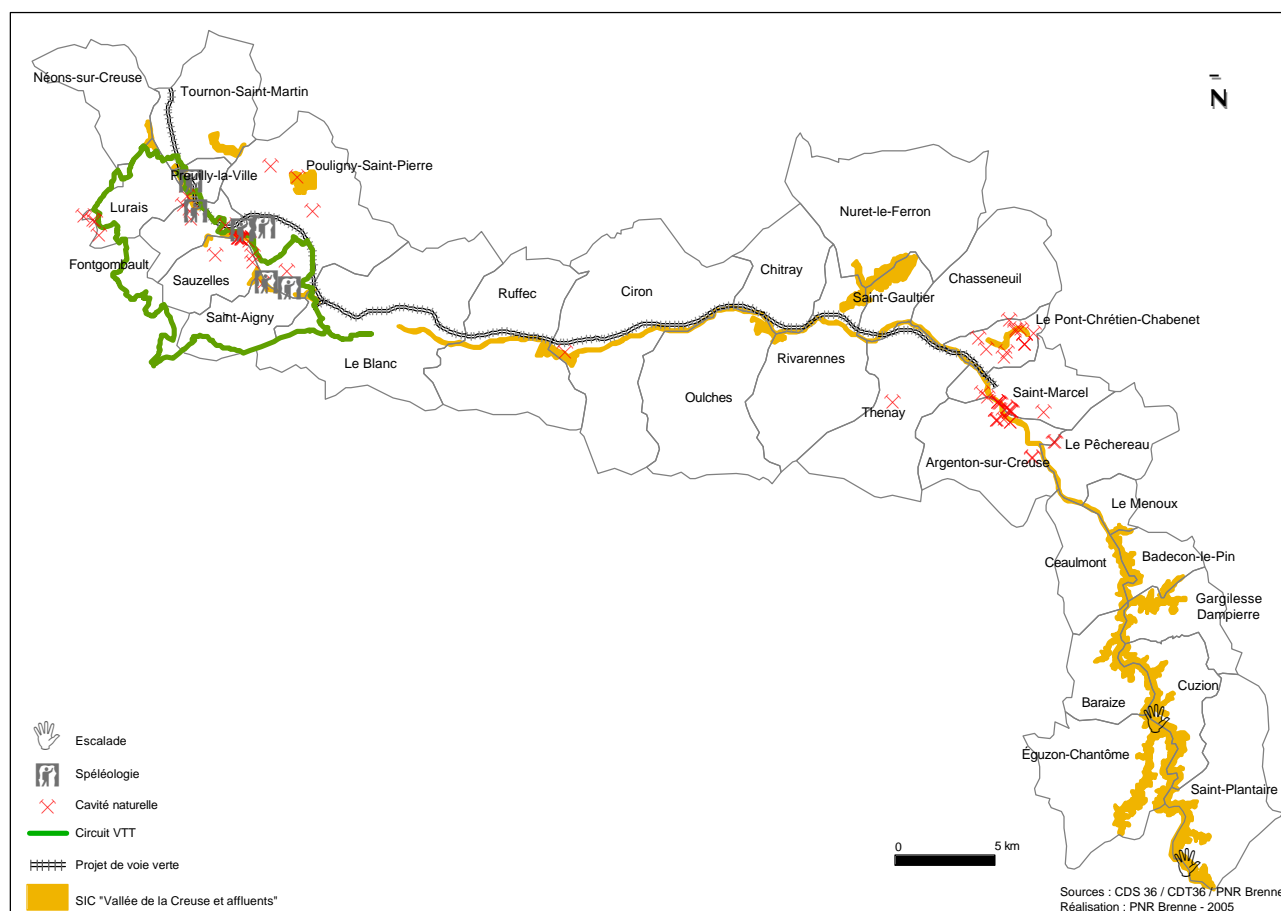 Néons-sur-Creuse
Tournon-Saint-Martin
N
Pouligny-Saint-Pierre
Preuilly-la-Ville
Lurais
Nuret-le-Ferron
Fontgombault
Sauzelles
Chitray
Chasseneuil
Ruffec
Ciron
Saint-Gaultier
Saint-Aigny
Le Pont-Chrétien-Chabenet
Le Blanc
Rivarennes
Oulches
Saint-Marcel
Thenay
Le Pêchereau
Argenton-sur-Creuse
Le Menoux
Ceaulmont
Badecon-le-Pin
Gargilesse
Dampierre
Cuzion
Baraize
Éguzon-Chantôme
Saint-Plantaire
Escalade
Spéléologie
Cavité naturelle
Circuit VTT
Projet de voie verte
SIC "Vallée de la Creuse et affluents"
0 5 km
Sources : CDS 36 / CDT36 / PNR Brenne
Réalisation : PNR Brenne - 2005